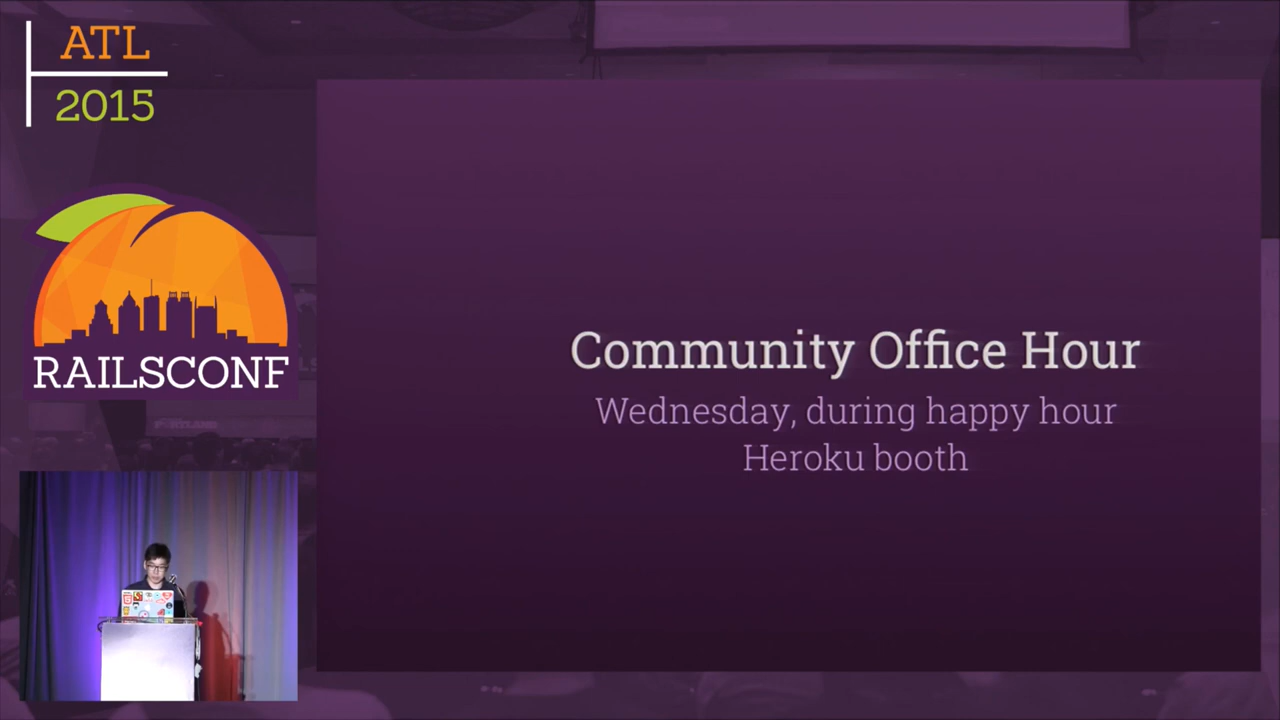 ATL
2015
RAILSCONF
Community Office Hour
Wednesday, during happy hour
Heroku booth